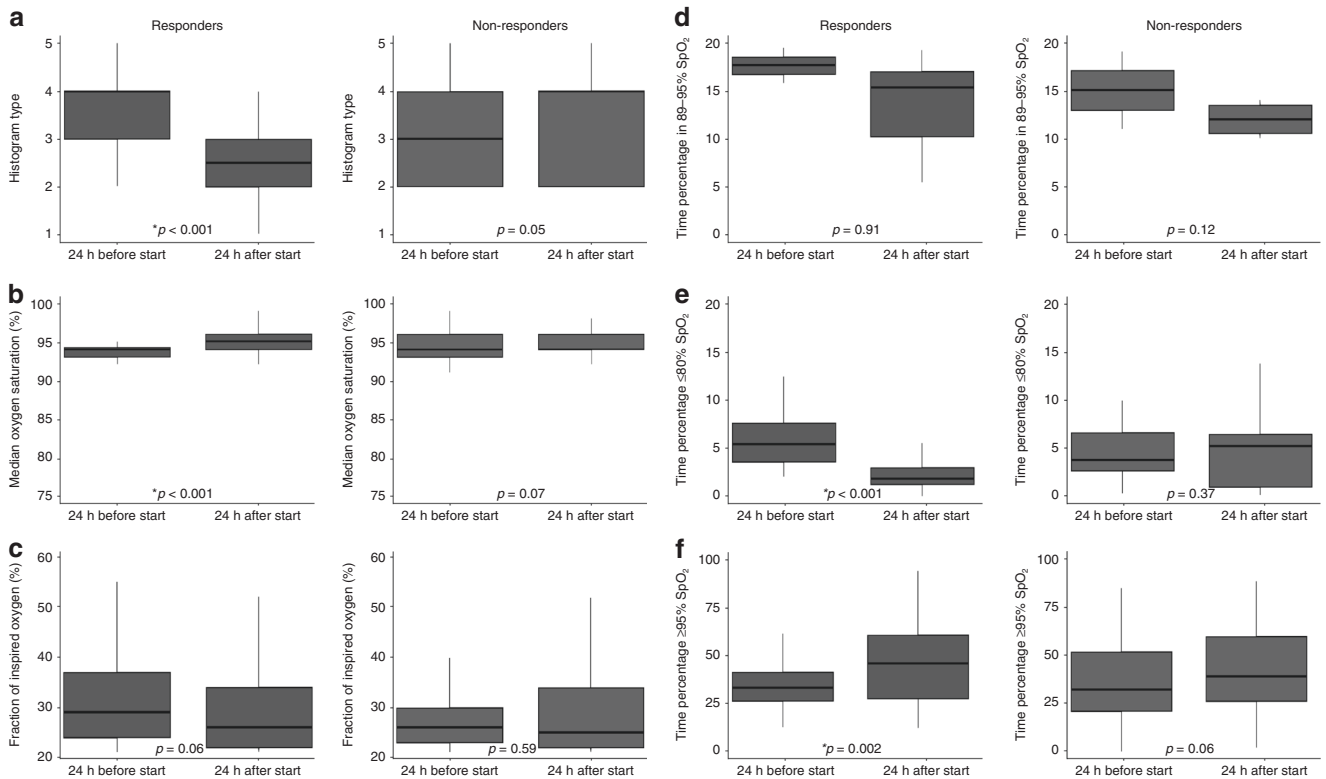 a
Responders
Non-responders
Histogram type
5
4
3
2
1
*p < 0.001
24 h before start
24 h after start
Histogram type
5
4
3
2
1
p = 0.05
24 h before start
24 h after start
b
Median oxygen saturation (%)
100
95
90
85
80
75
*p < 0.001
24 h before start
24 h after start
Median oxygen saturation (%)
100
95
90
85
80
75
p = 0.07
24 h before start
24 h after start
c
Fraction of inspired oxygen (%)
60
50
40
30
20
p = 0.06
24 h before start
24 h after start
Fraction of inspired oxygen (%)
60
50
40
30
20
p = 0.59
24 h before start
24 h after start
d
Responders
Non-responders
Time percentage in 89–95% SpO₂
20
15
10
5
0
p = 0.91
24 h before start
24 h after start
Time percentage in 89–95% SpO₂
20
15
10
5
0
p = 0.12
24 h before start
24 h after start
e
Time percentage ≤80% SpO₂
20
15
10
5
0
*p < 0.001
24 h before start
24 h after start
Time percentage ≤80% SpO₂
20
15
10
5
0
p = 0.37
24 h before start
24 h after start
f
Time percentage ≥95% SpO₂
100
75
50
25
0
*p = 0.002
24 h before start
24 h after start
Time percentage ≥95% SpO₂
100
75
50
25
0
p = 0.06
24 h before start
24 h after start